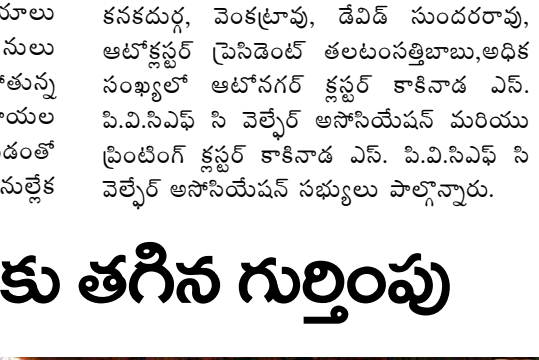 నూలు
నులు
తున్న
యల
డంతో
నుల్లేక
కనకదుర్గ, వెంకట్రావు, డేవిడ్ సుందరరావు,
ఆటోక్లస్టర్ ప్రెసిడెంట్ తలటంసత్తిబాబు,అధిక
సంఖ్యలో ఆటోనగర్ క్లస్టర్ కాకినాడ ఎస్.
పి.వి.సిఎఫ్ సి వెల్ఫేర్ అసోసియేషన్ మరియు
ప్రింటింగ్ క్లస్టర్ కాకినాడ ఎస్. పి.వి.సిఎఫ్ సి
వెల్ఫేర్ అసోసియేషన్ సభ్యులు పాల్గొన్నారు.
కు తగిన గుర్తింపు